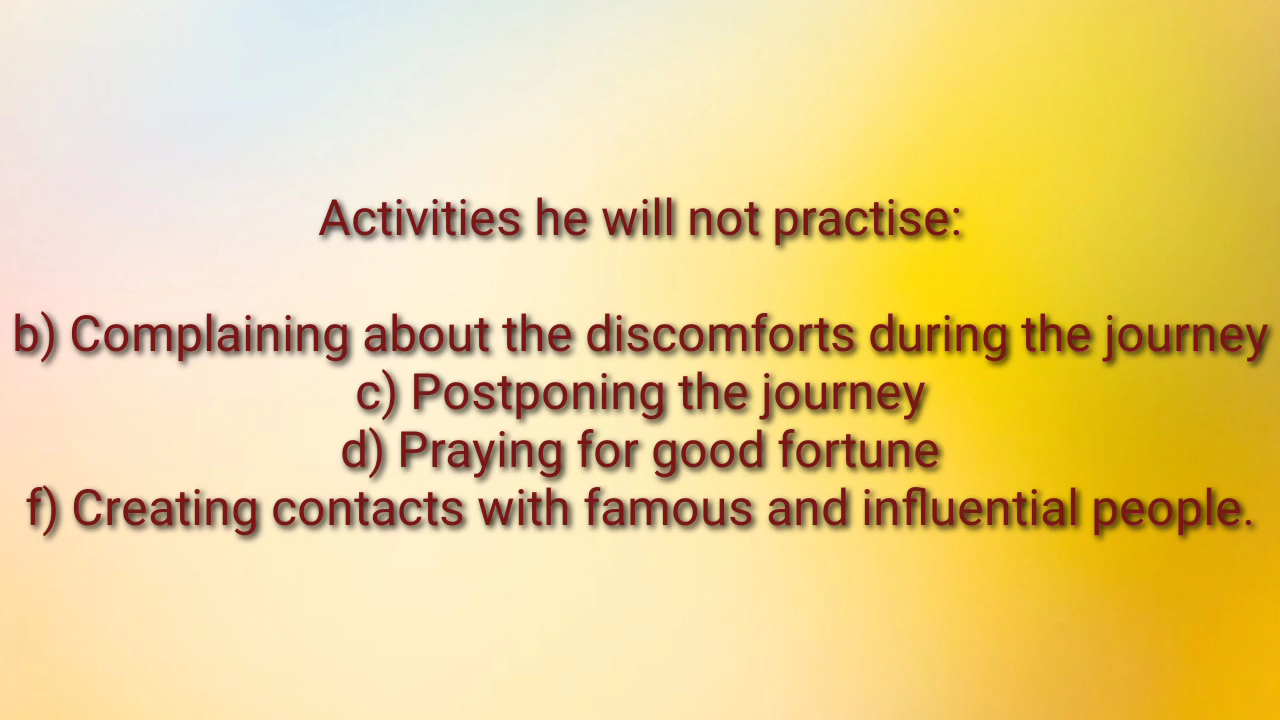 Activities he will not practise:
b) Complaining about the discomforts during the journey
c) Postponing the journey
d) Praying for good fortune
f) Creating contacts with famous and influential people.